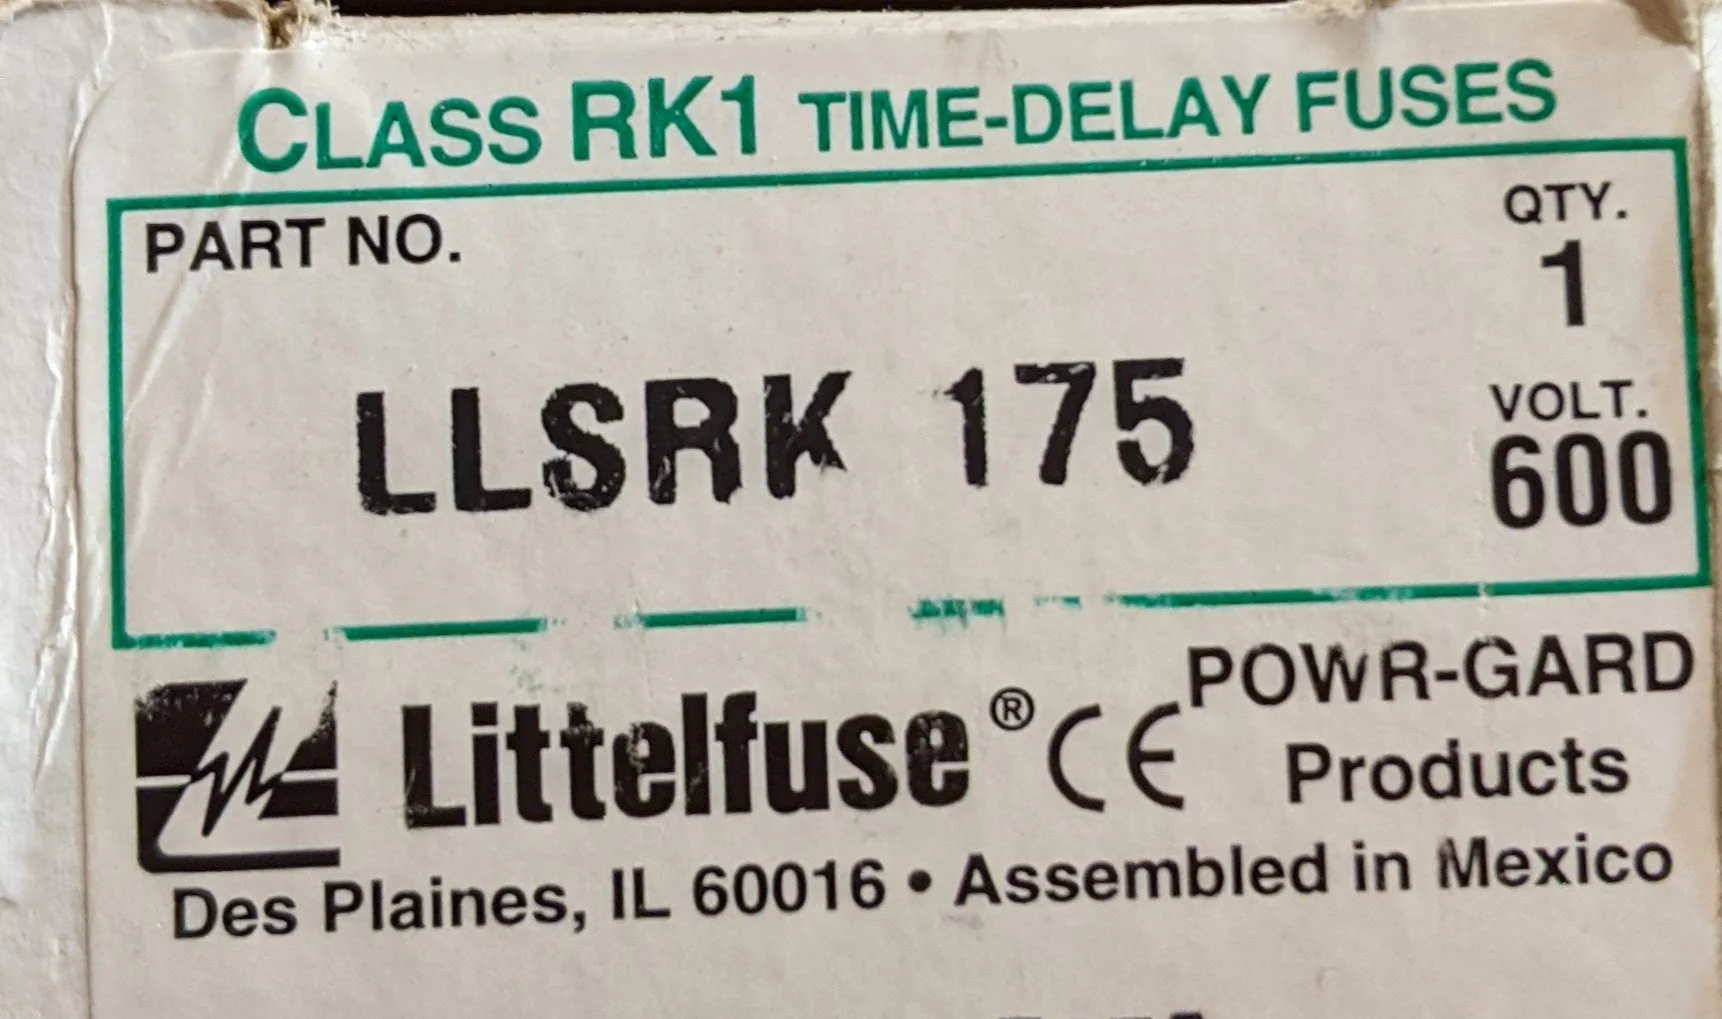 CLASS RK1 TIME-DELAY FUSES
PART NO.
QTY.
1
LLSRK 175
VOLT.
600
Littelfuse® CE POWR-GARD
Products
Des Plaines, IL 60016 • Assembled in Mexico